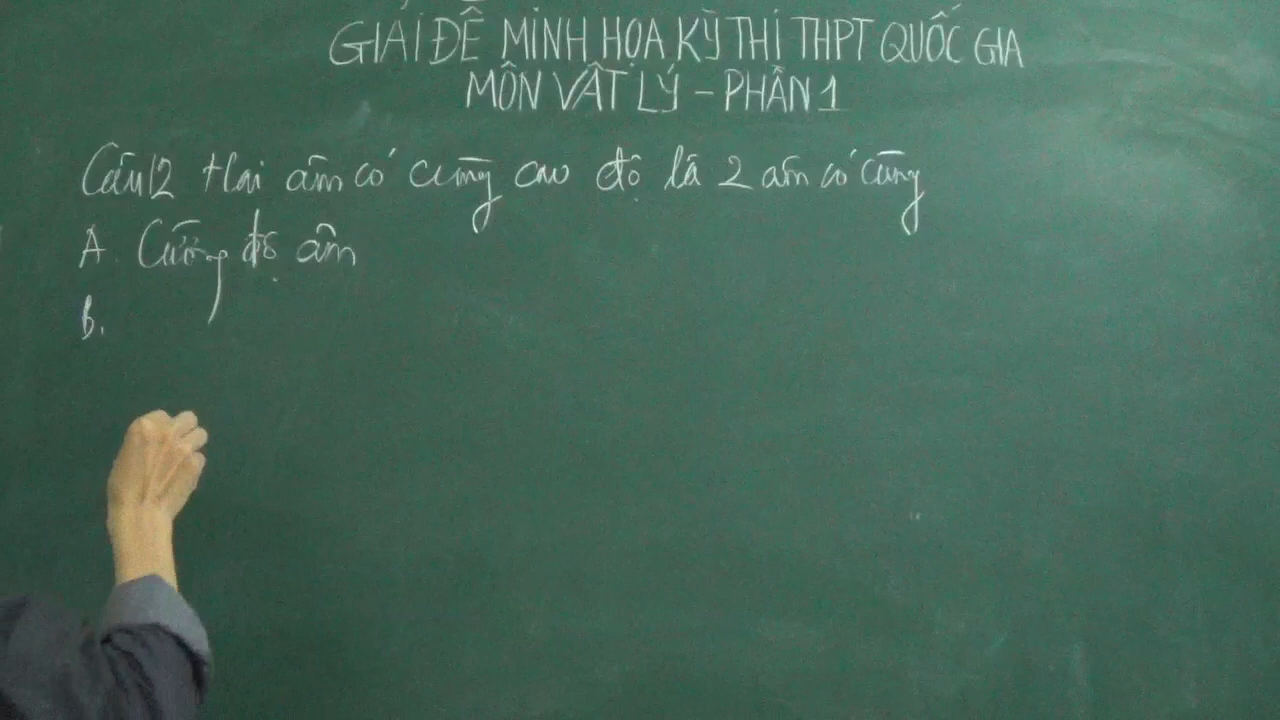 GIẢI ĐỀ MINH HỌA KỲ THI THPT QUỐC GIA
MÔN VẬT LÝ - PHẦN 1
Câu 12 Hai âm có cùng cao độ là 2 âm có cùng
A. Cường độ âm
B.